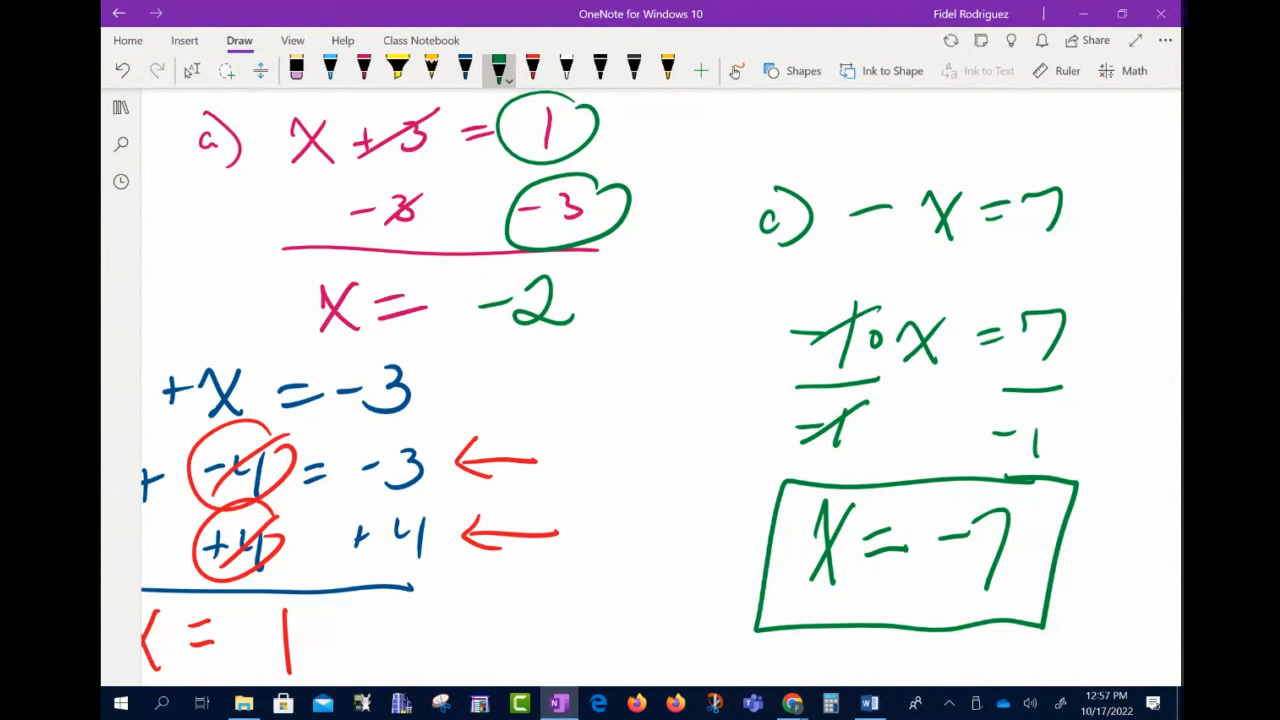 OneNote for Windows 10
Fidel Rodriguez
Home Insert Draw View Help Class Notebook
Share
Shapes
Ink to Shape
Ink to Text
Ruler
Math
a) x + 3 = 1
- 3 - 3
x = -2
+x = -3
+ -4 = -3
+4 +4
x = 1
c) - x = 7
-1 • x = 7
-1 -1
x = -7
12:57 PM
10/17/2022